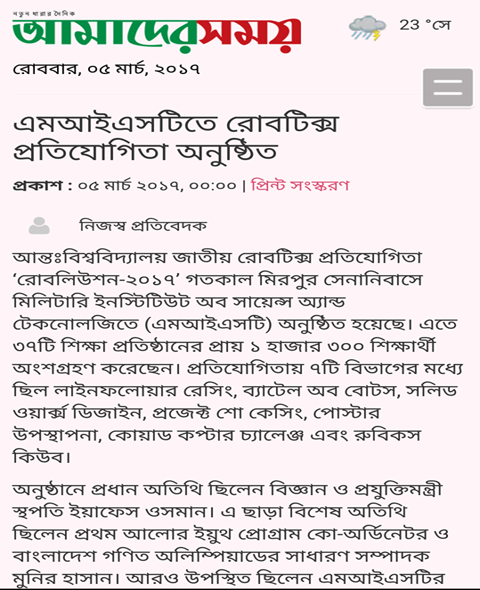 নতুন ধারার দৈনিক
আমাদেরসময়
23 °সে
রোববার, ০৫ মার্চ, ২০১৭
এমআইএসটিতে রোবটিক্স
প্রতিযোগিতা অনুষ্ঠিত
প্রকাশ : ০৫ মার্চ ২০১৭, ০০:০০ | প্রিন্ট সংস্করণ
নিজস্ব প্রতিবেদক
আন্তঃবিশ্ববিদ্যালয় জাতীয় রোবটিক্স প্রতিযোগিতা
‘রোবলিউশন-২০১৭’ গতকাল মিরপুর সেনানিবাসে
মিলিটারি ইনস্টিটিউট অব সায়েন্স অ্যান্ড
টেকনোলজিতে (এমআইএসটি) অনুষ্ঠিত হয়েছে। এতে
৩৭টি শিক্ষা প্রতিষ্ঠানের প্রায় ১ হাজার ৩০০ শিক্ষার্থী
অংশগ্রহণ করেছেন। প্রতিযোগিতায় ৭টি বিভাগের মধ্যে
ছিল লাইনফলোয়ার রেসিং, ব্যাটেল অব বোটস, সলিড
ওয়ার্ক্স ডিজাইন, প্রজেক্ট শো কেসিং, পোস্টার
উপস্থাপনা, কোয়াড কপ্টার চ্যালেঞ্জ এবং রুবিকস
কিউব।
অনুষ্ঠানে প্রধান অতিথি ছিলেন বিজ্ঞান ও প্রযুক্তিমন্ত্রী
স্থপতি ইয়াফেস ওসমান। এ ছাড়া বিশেষ অতিথি
ছিলেন প্রথম আলোর ইয়ুথ প্রোগ্রাম কো-অর্ডিনেটর ও
বাংলাদেশ গণিত অলিম্পিয়াডের সাধারণ সম্পাদক
মুনির হাসান। আরও উপস্থিত ছিলেন এমআইএসটির